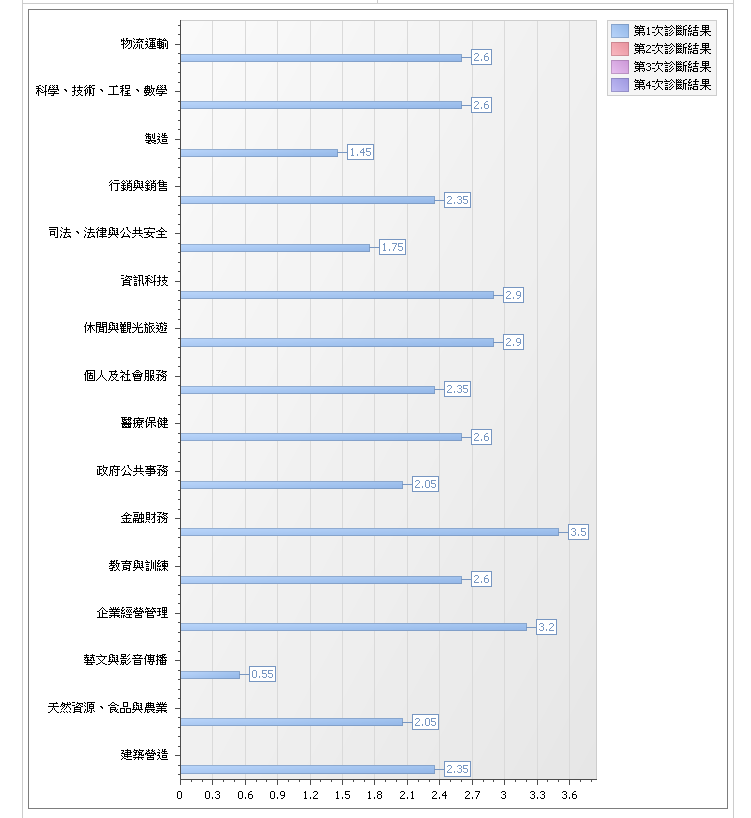 第1次診斷結果
第2次診斷結果
第3次診斷結果
第4次診斷結果
物流運輸 2.6
科學、技術、工程、數學 2.6
製造 1.45
行銷與銷售 2.35
司法、法律與公共安全 1.75
資訊科技 2.9
休閒與觀光旅遊 2.9
個人及社會服務 2.35
醫療保健 2.6
政府公共事務 2.05
金融財務 3.5
教育與訓練 2.6
企業經營管理 3.2
藝文與影音傳播 0.55
天然資源、食品與農業 2.05
建築營造 2.35
0 0.3 0.6 0.9 1.2 1.5 1.8 2.1 2.4 2.7 3 3.3 3.6